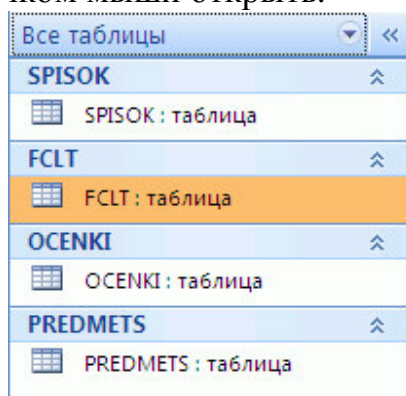 Все таблицы
SPISOK
SPISOK : таблица
FCLT
FCLT : таблица
OCENKI
OCENKI : таблица
PREDMETS
PREDMETS : таблица